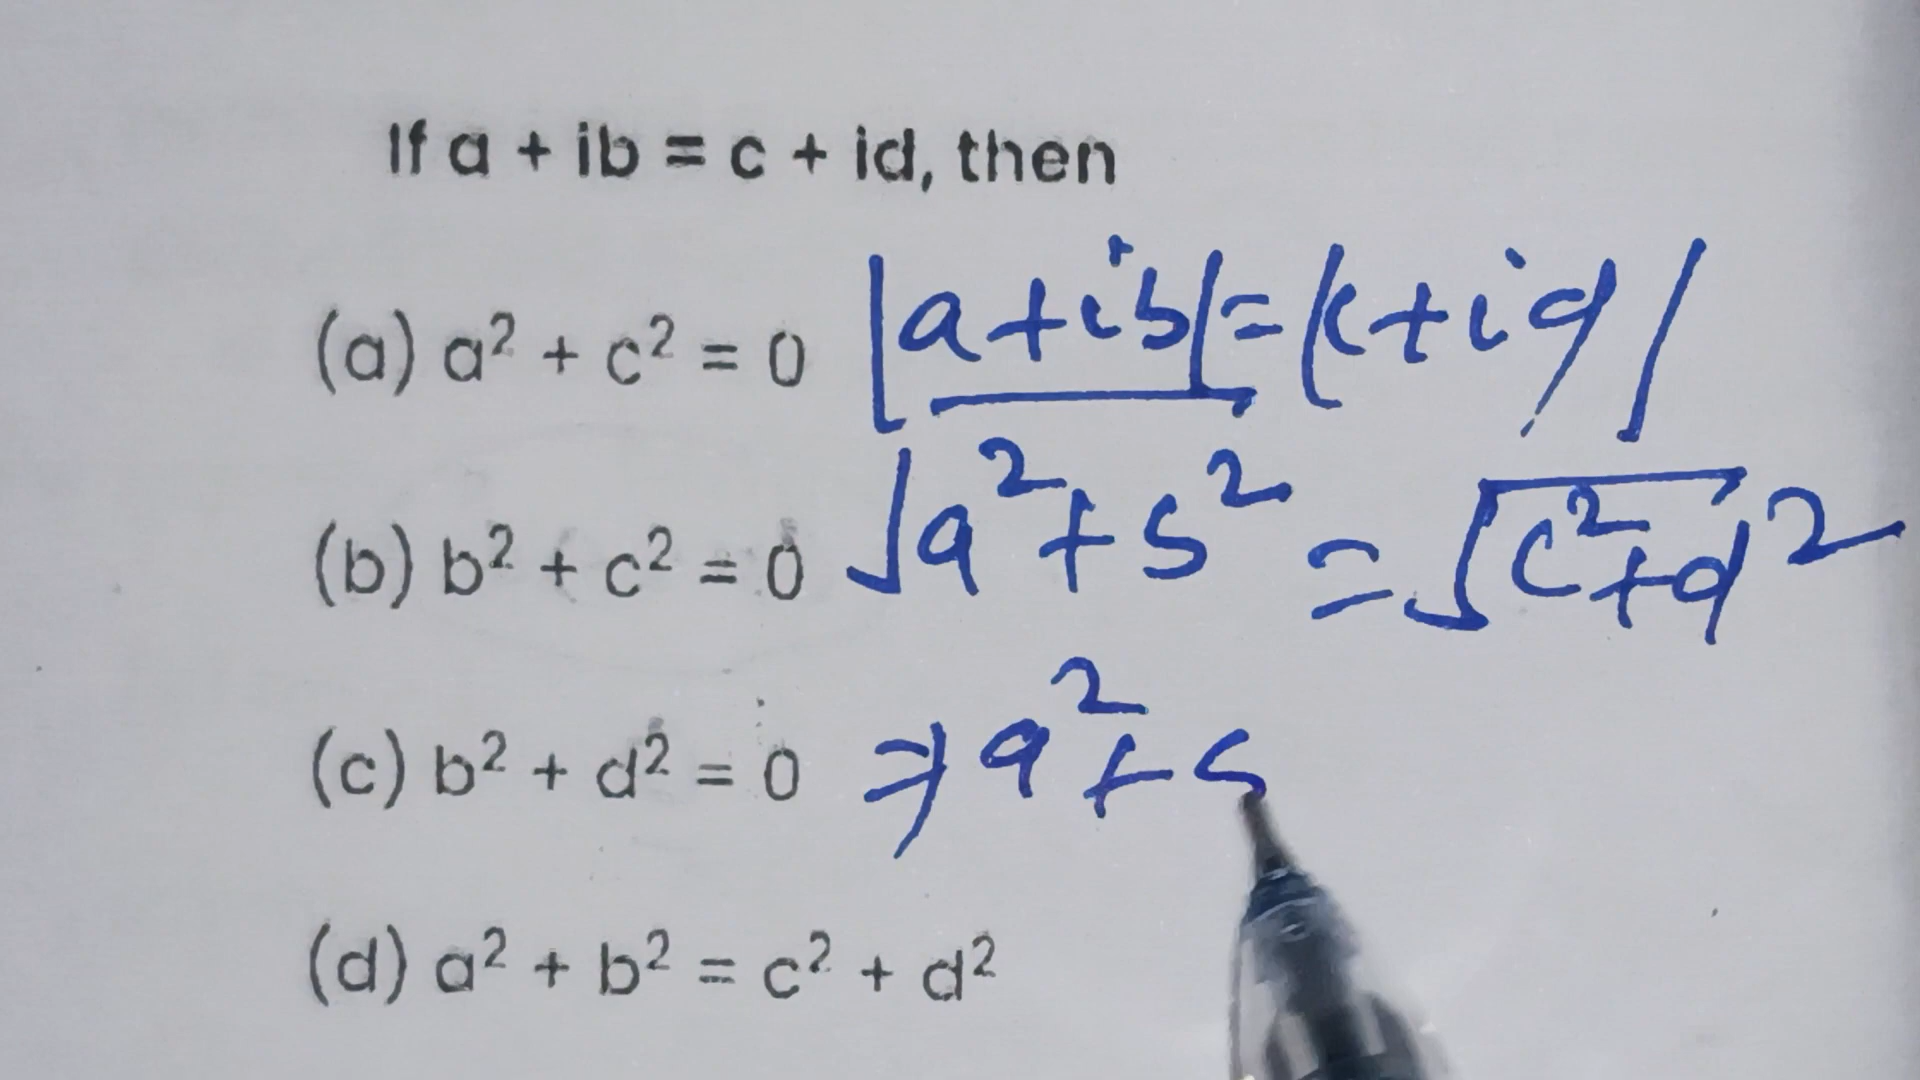 If a + ib = c + id, then
(a) a² + c² = 0
|a+ib| = |c+id|
(b) b² + c² = 0
√a²+b² = √c²+d²
(c) b² + d² = 0
⇒ a²+
(d) a² + b² = c² + d²